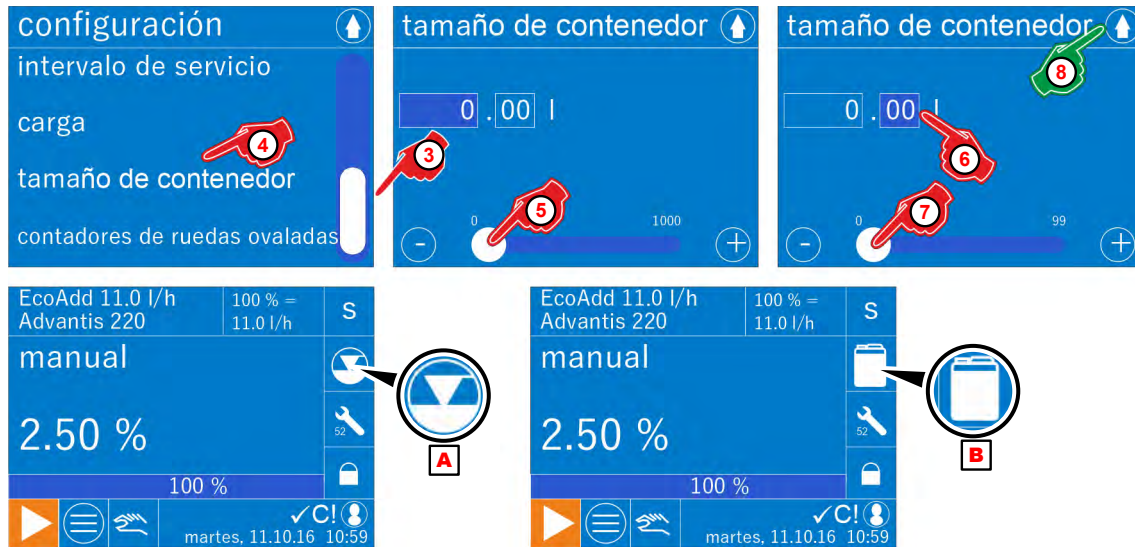 configuración
intervalo de servicio
carga
tamaño de contenedor
contadores de ruedas ovaladas
4
3
tamaño de contenedor
0 . 00 l
5
0 1000
- +
tamaño de contenedor
8
0 . 00 l
6
7
0 99
- +
EcoAdd 11.0 l/h
Advantis 220
100 % =
11.0 l/h
S
manual
2.50 %
52
100 %
✓C!
martes, 11.10.16 10:59
A
EcoAdd 11.0 l/h
Advantis 220
100 % =
11.0 l/h
S
manual
2.50 %
52
100 %
✓C!
martes, 11.10.16 10:59
B